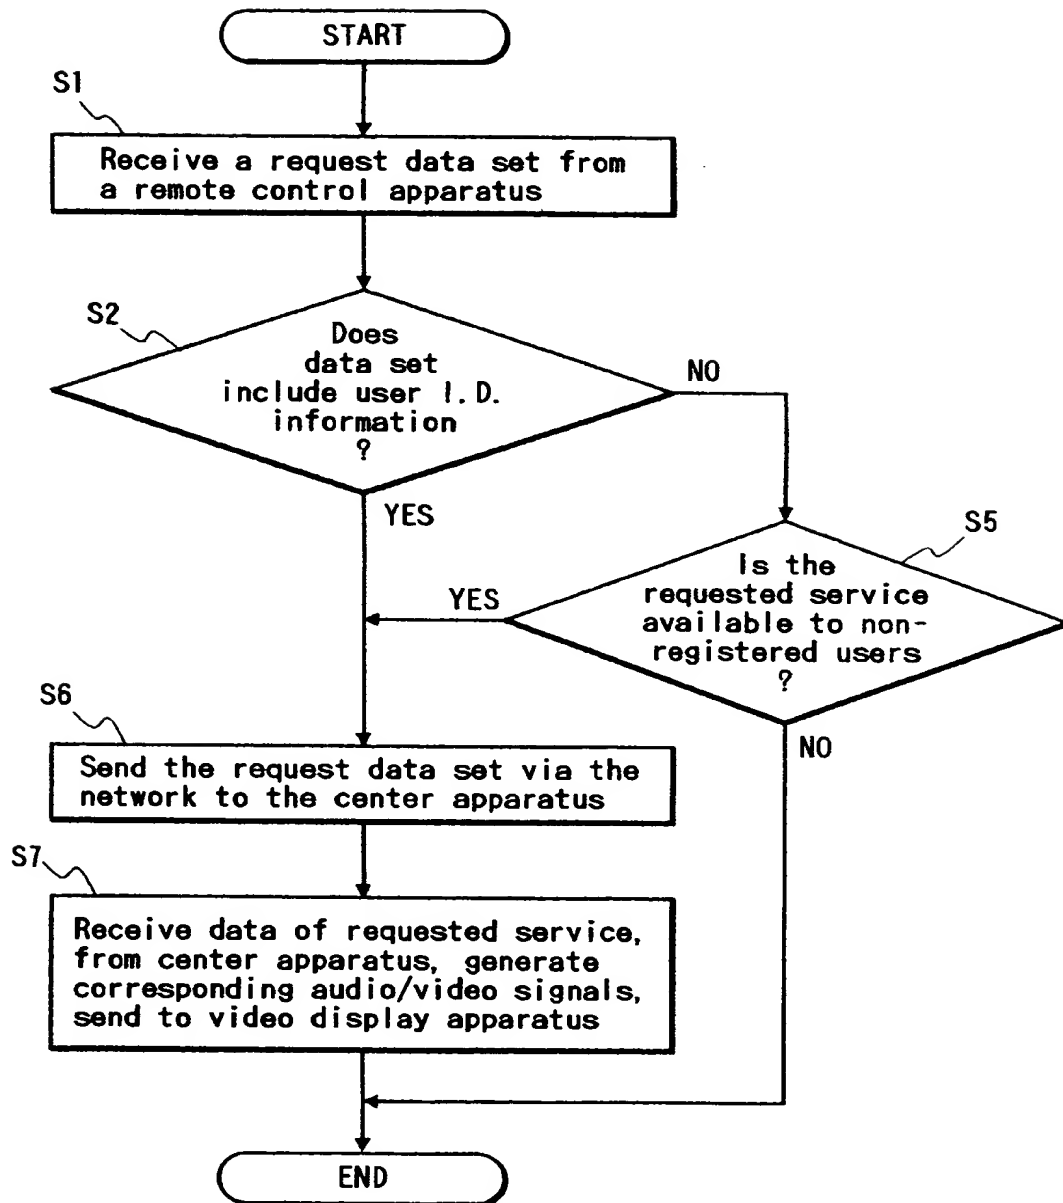 START
S1
Receive a request data set from
a remote control apparatus
S2
Does
data set
include user I.D.
information
?
NO
YES
S5
Is the
requested service
available to non-
registered users
?
YES
NO
S6
Send the request data set via the
network to the center apparatus
S7
Receive data of requested service,
from center apparatus, generate
corresponding audio/video signals,
send to video display apparatus
END